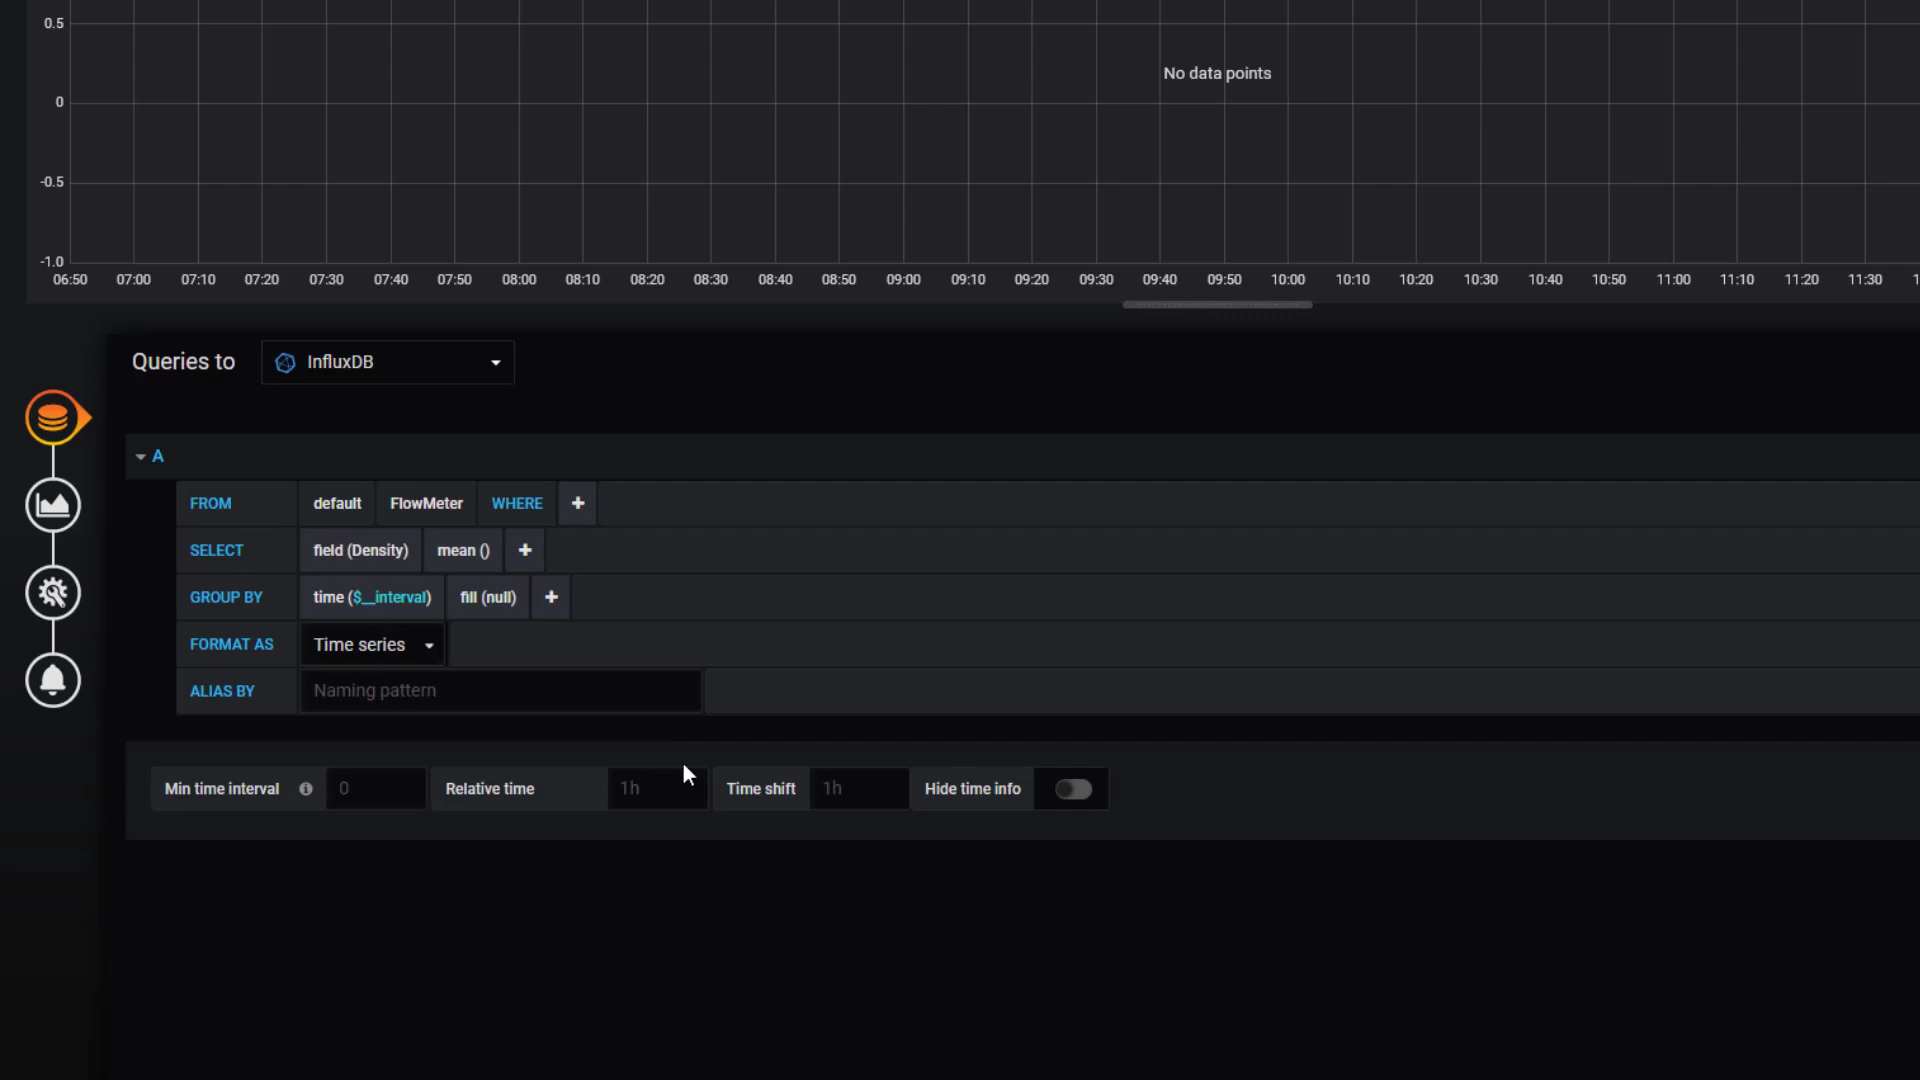 0.5
No data points
0
-0.5
-1.0
06:50 07:00 07:10 07:20 07:30 07:40 07:50 08:00 08:10 08:20 08:30 08:40 08:50 09:00 09:10 09:20 09:30 09:40 09:50 10:00 10:10 10:20 10:30 10:40 10:50 11:00 11:10 11:20 11:30
Queries to InfluxDB
A
FROM default FlowMeter WHERE +
SELECT field (Density) mean () +
GROUP BY time ($__interval) fill (null) +
FORMAT AS Time series
ALIAS BY Naming pattern
Min time interval 0 Relative time 1h Time shift 1h Hide time info